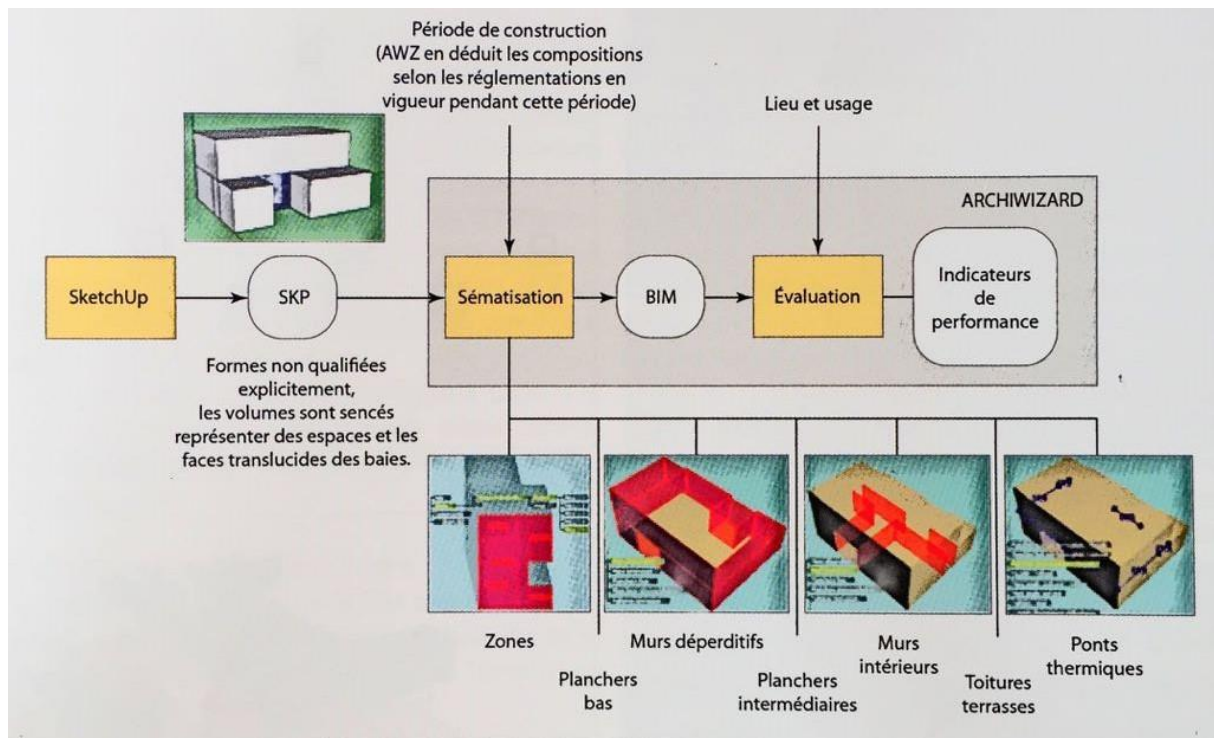 Période de construction
(AWZ en déduit les compositions
selon les réglementations en
vigueur pendant cette période)
Lieu et usage
ARCHIWIZARD
SketchUp
SKP
Sématisation
BIM
Évaluation
Indicateurs
de
performance
Formes non qualifiées
explicitement,
les volumes sont sencés
représenter des espaces et les
faces translucides des baies.
Zones
Murs déperditifs
Murs
intérieurs
Ponts
thermiques
Planchers
bas
Planchers
intermédiaires
Toitures
terrasses